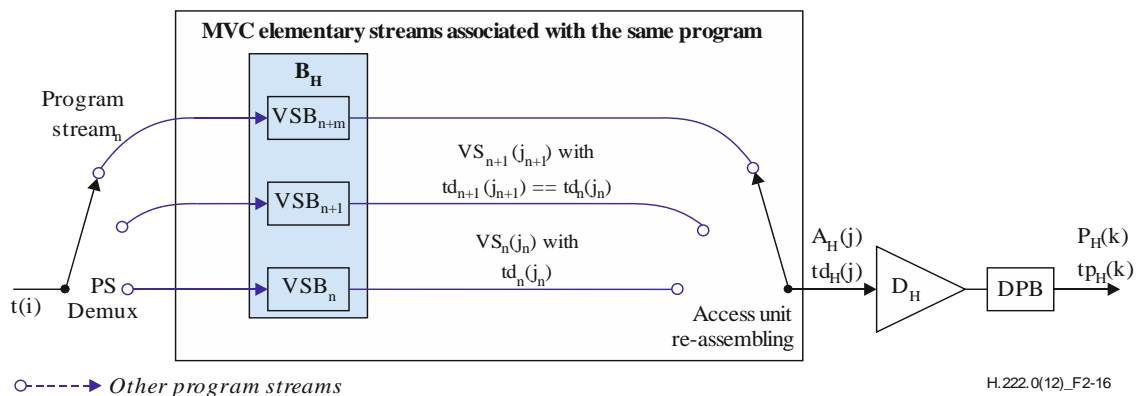 MVC elementary streams associated with the same program
B_H
Program
stream_n
VSB_n+m
VS_n+1(j_n+1) with
td_n+1(j_n+1) == td_n(j_n)
VSB_n+1
VS_n(j_n) with
td_n(j_n)
VSB_n
t(i)
PS
Demux
Access unit
re-assembling
A_H(j)
td_H(j)
D_H
DPB
P_H(k)
tp_H(k)
Other program streams
H.222.0(12)_F2-16